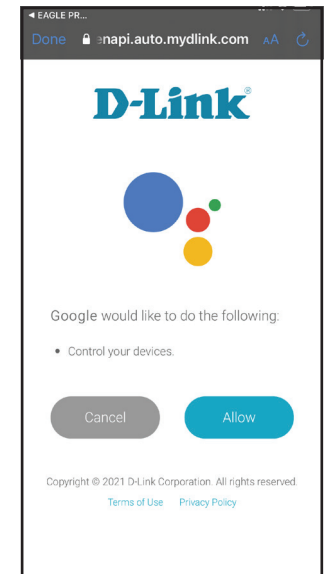 ◄ EAGLE PR...
Done enapi.auto.mydlink.com AA
D-Link®
Google would like to do the following:
• Control your devices.
Cancel Allow
Copyright © 2021 D-Link Corporation. All rights reserved.
Terms of Use Privacy Policy